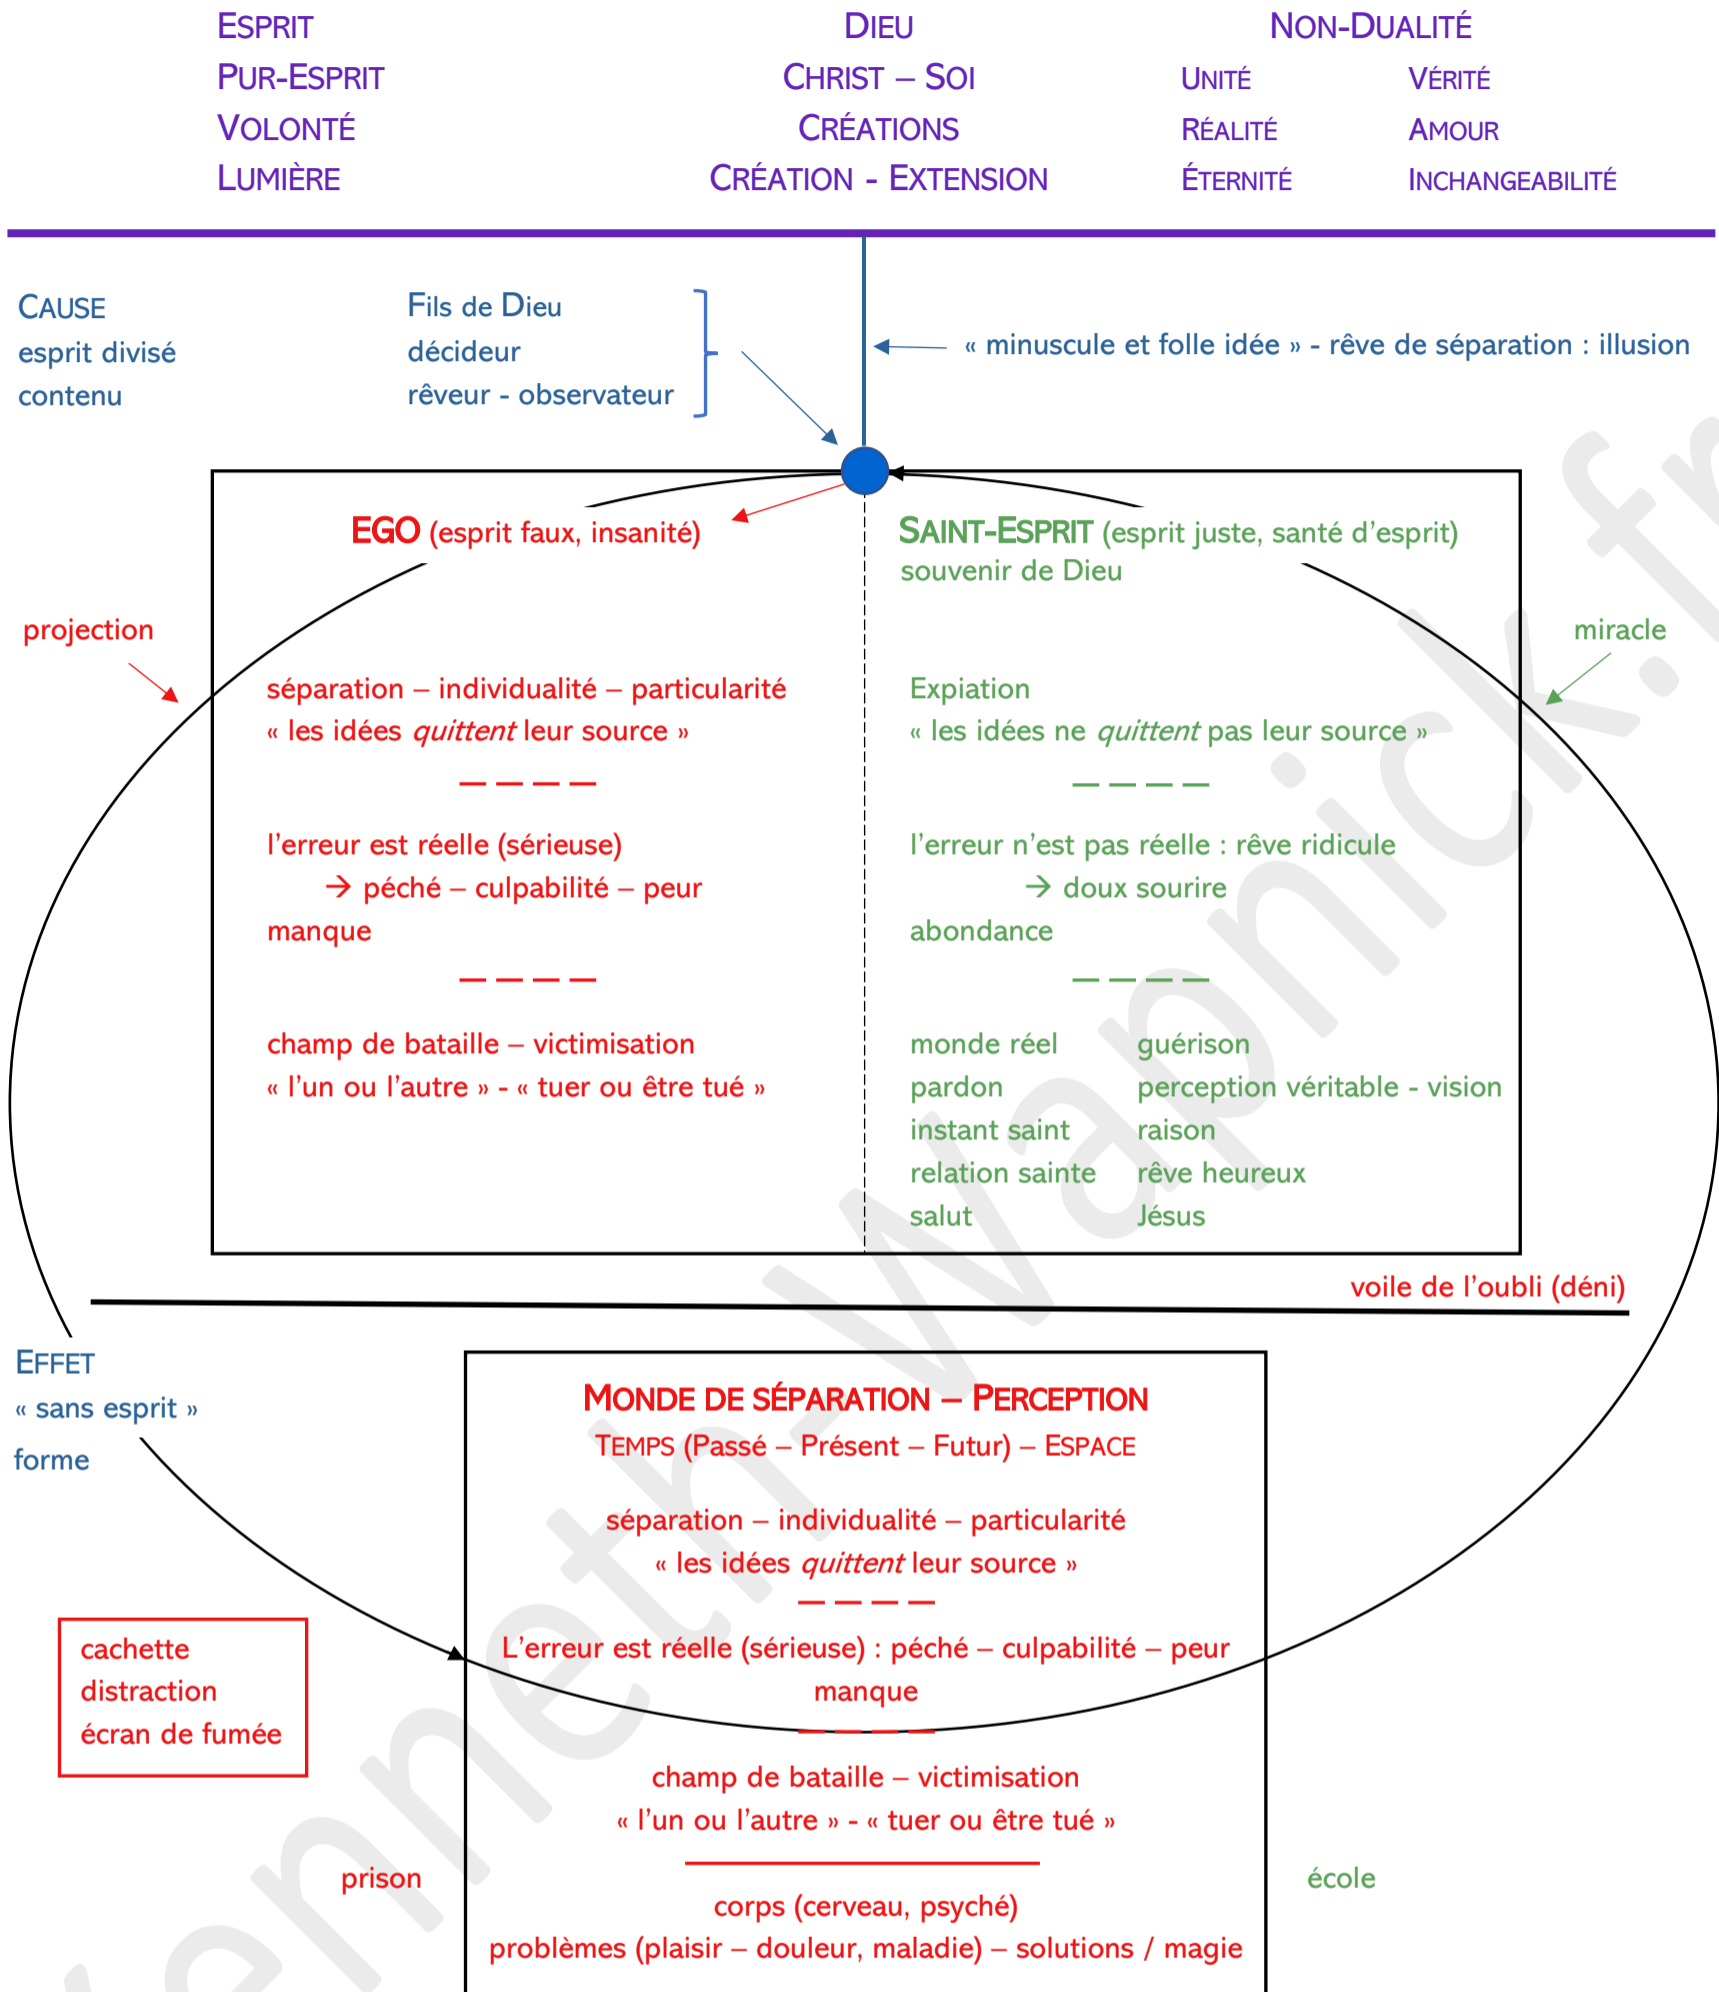 ESPRIT DIEU NON-DUALITÉ
PUR-ESPRIT CHRIST – SOI UNITÉ VÉRITÉ
VOLONTÉ CRÉATIONS RÉALITÉ AMOUR
LUMIÈRE CRÉATION - EXTENSION ÉTERNITÉ INCHANGEABILITÉ
CAUSE
esprit divisé
contenu
Fils de Dieu
décideur
rêveur - observateur
« minuscule et folle idée » - rêve de séparation : illusion
EGO (esprit faux, insanité)
SAINT-ESPRIT (esprit juste, santé d’esprit)
souvenir de Dieu
projection
miracle
séparation – individualité – particularité
« les idées quittent leur source »
l’erreur est réelle (sérieuse)
→ péché – culpabilité – peur
manque
champ de bataille – victimisation
« l’un ou l’autre » - « tuer ou être tué »
Expiation
« les idées ne quittent pas leur source »
l’erreur n’est pas réelle : rêve ridicule
→ doux sourire
abondance
monde réel guérison
pardon perception véritable - vision
instant saint raison
relation sainte rêve heureux
salut Jésus
voile de l’oubli (déni)
EFFET
« sans esprit »
forme
MONDE DE SÉPARATION – PERCEPTION
TEMPS (Passé – Présent – Futur) – ESPACE
séparation – individualité – particularité
« les idées quittent leur source »
L’erreur est réelle (sérieuse) : péché – culpabilité – peur
manque
cachette
distraction
écran de fumée
champ de bataille – victimisation
« l’un ou l’autre » - « tuer ou être tué »
prison
école
corps (cerveau, psyché)
problèmes (plaisir – douleur, maladie) – solutions / magie
Kenneth-Wapnick.fr